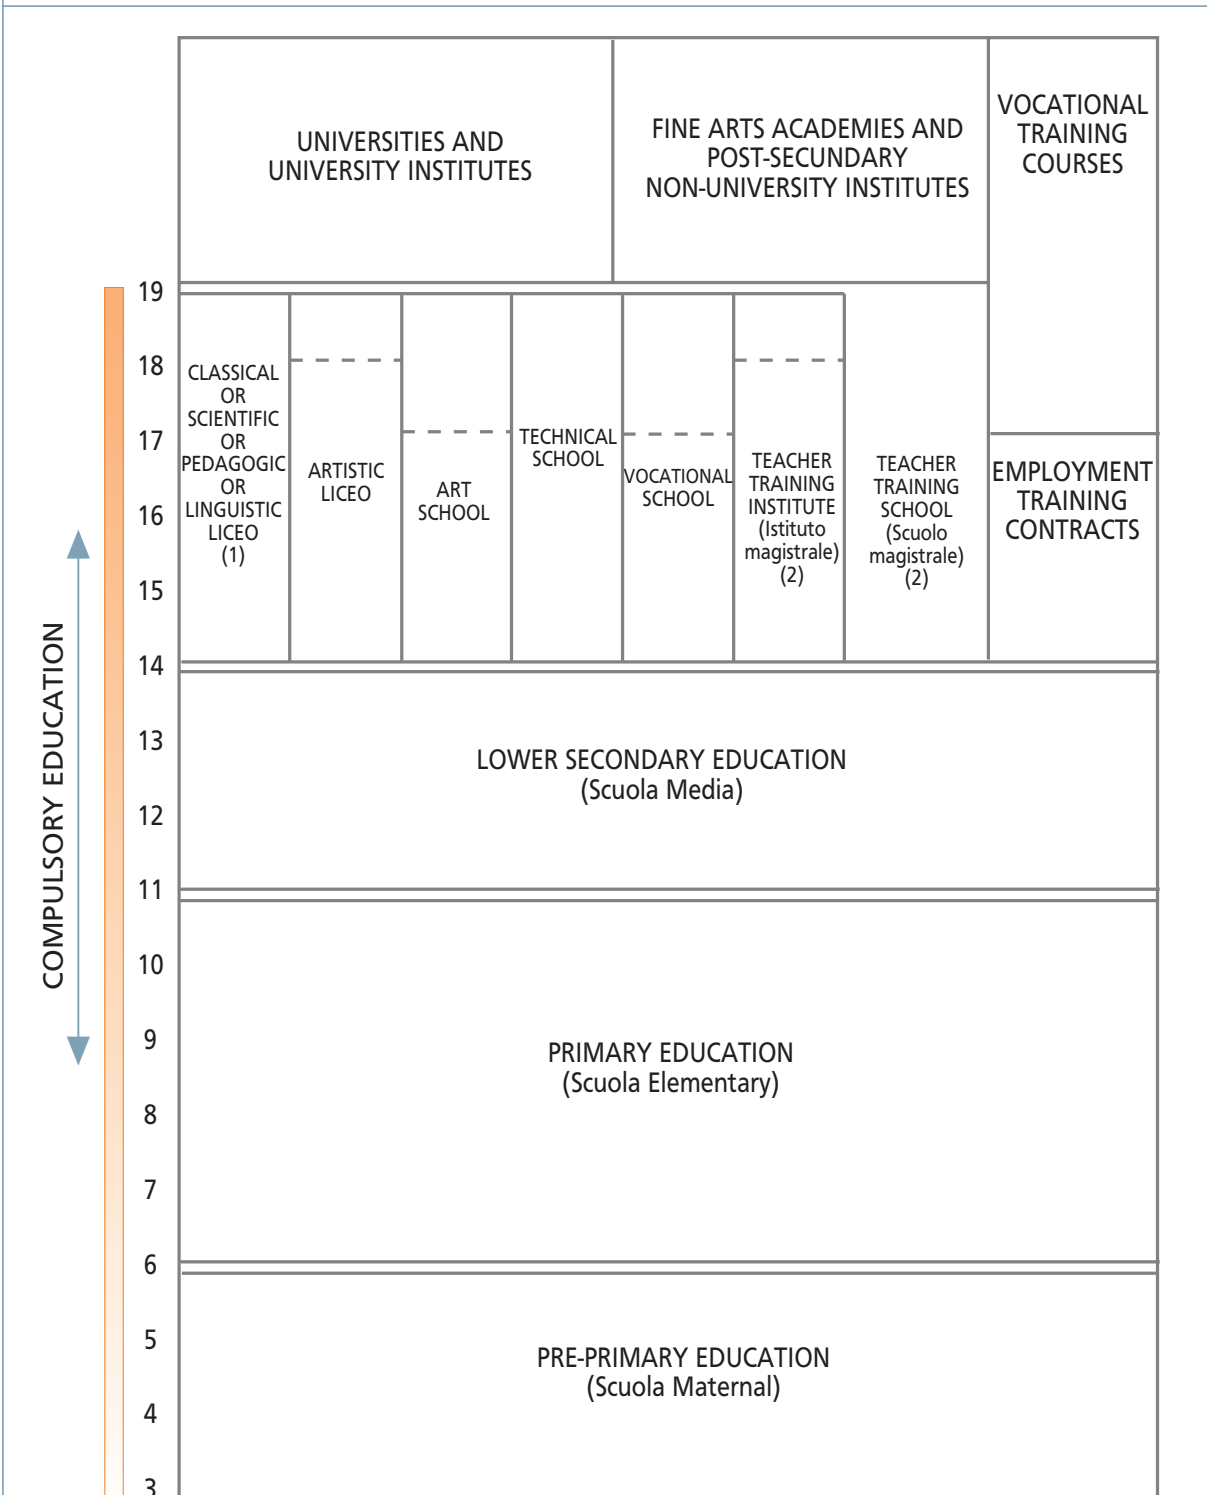 UNIVERSITIES AND
UNIVERSITY INSTITUTES
FINE ARTS ACADEMIES AND
POST-SECUNDARY
NON-UNIVERSITY INSTITUTES
VOCATIONAL
TRAINING
COURSES
19
18
17
16
15
14
13
12
11
10
9
8
7
6
5
4
3
COMPULSORY EDUCATION
CLASSICAL
OR
SCIENTIFIC
OR
PEDAGOGIC
OR
LINGUISTIC
LICEO
(1)
ARTISTIC
LICEO
ART
SCHOOL
TECHNICAL
SCHOOL
VOCATIONAL
SCHOOL
TEACHER
TRAINING
INSTITUTE
(Istituto
magistrale)
(2)
TEACHER
TRAINING
SCHOOL
(Scuolo
magistrale)
(2)
EMPLOYMENT
TRAINING
CONTRACTS
LOWER SECONDARY EDUCATION
(Scuola Media)
PRIMARY EDUCATION
(Scuola Elementary)
PRE-PRIMARY EDUCATION
(Scuola Maternal)